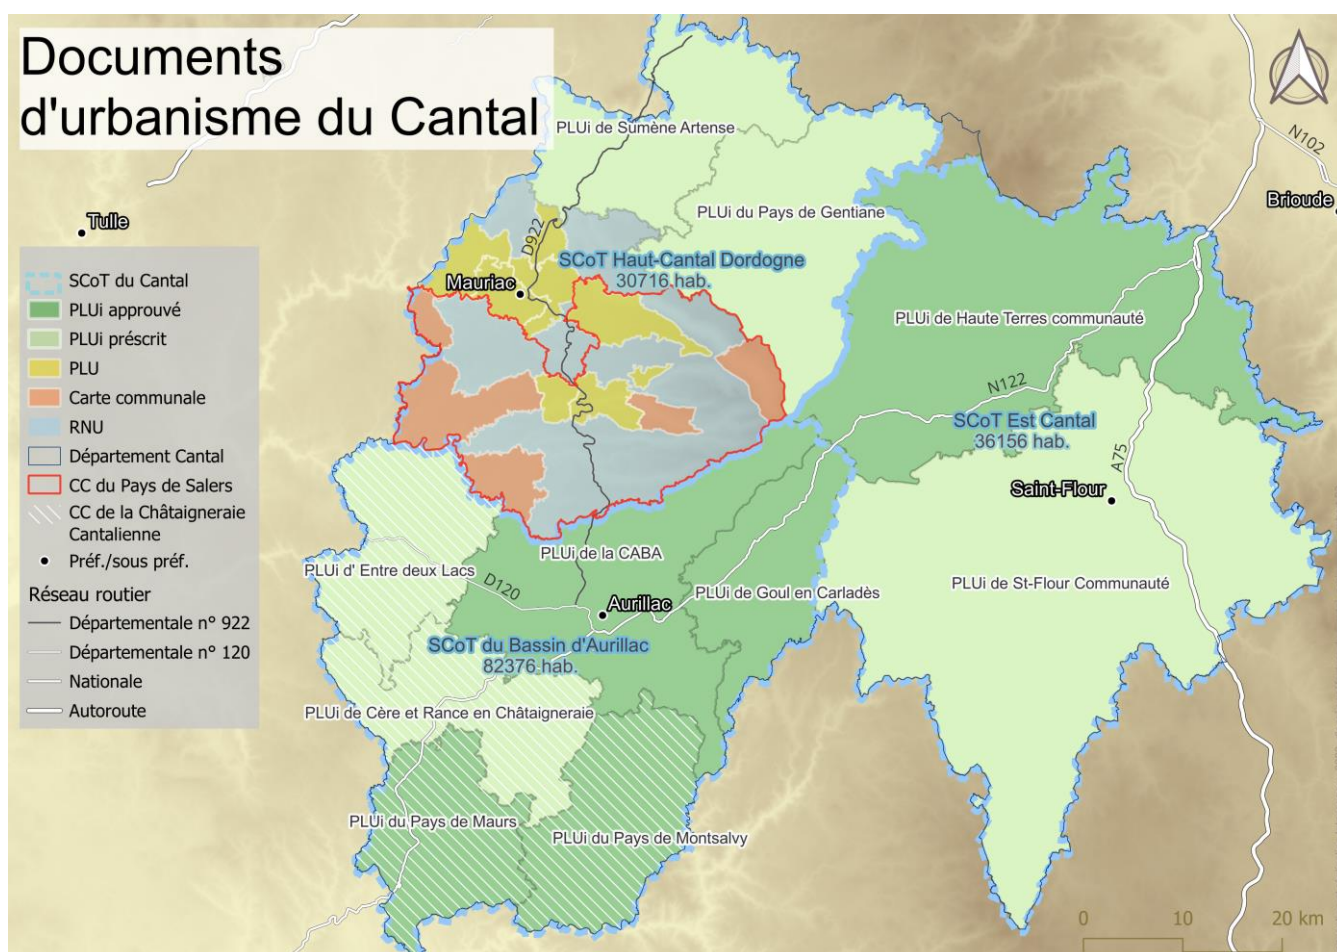 Documents
d'urbanisme du Cantal
SCoT du Cantal
PLUi approuvé
PLUi préscrit
PLU
Carte communale
RNU
Département Cantal
CC du Pays de Salers
CC de la Châtaigneraie
Cantalienne
Préf./sous préf.
Réseau routier
Départementale n° 922
Départementale n° 120
Nationale
Autoroute
Tulle
PLUi de Sumène Artense
N102
Brioude
PLUi du Pays de Gentiane
D922
SCoT Haut-Cantal Dordogne
30716 hab.
Mauriac
PLUi de Haute Terres communauté
N122
SCoT Est Cantal
36156 hab.
A75
Saint-Flour
PLUi de la CABA
PLUi d' Entre deux Lacs
D120
PLUi de Goul en Carladès
PLUi de St-Flour Communauté
Aurillac
SCoT du Bassin d'Aurillac
82376 hab.
PLUi de Cère et Rance en Châtaigneraie
PLUi du Pays de Maurs
PLUi du Pays de Montsalvy
0 10 20 km